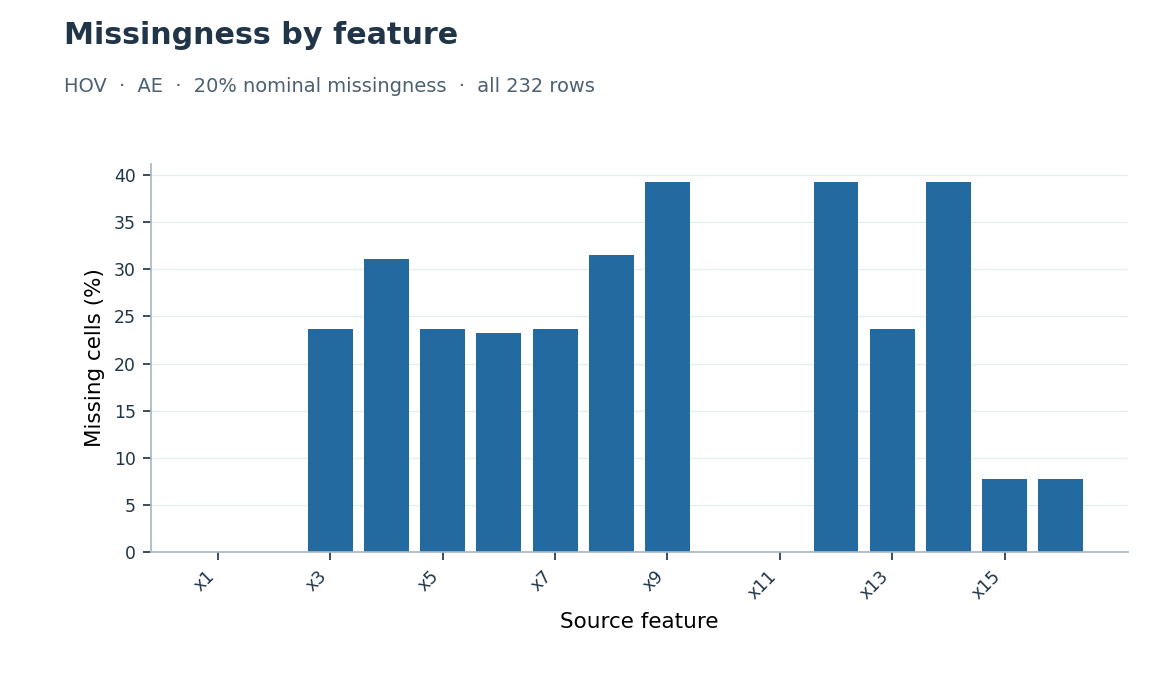 Missingness by feature
HOV · AE · 20% nominal missingness · all 232 rows
40
35
30
25
20
15
10
5
0
Missing cells (%)
x1
x3
x5
x7
x9
x11
x13
x15
Source feature